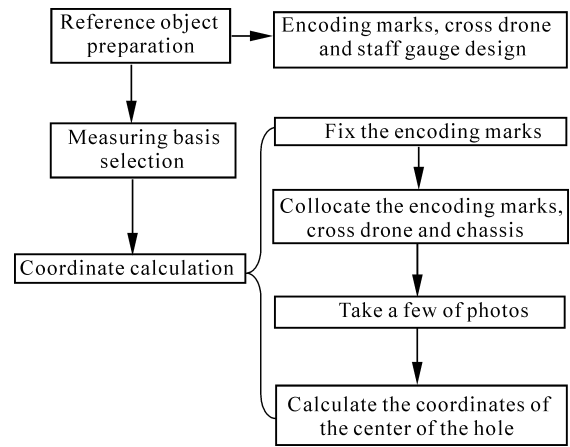 Reference object
preparation
Encoding marks, cross drone
and staff gauge design
Measuring basis
selection
Coordinate calculation
Fix the encoding marks
Collocate the encoding marks,
cross drone and chassis
Take a few of photos
Calculate the coordinates of
the center of the hole